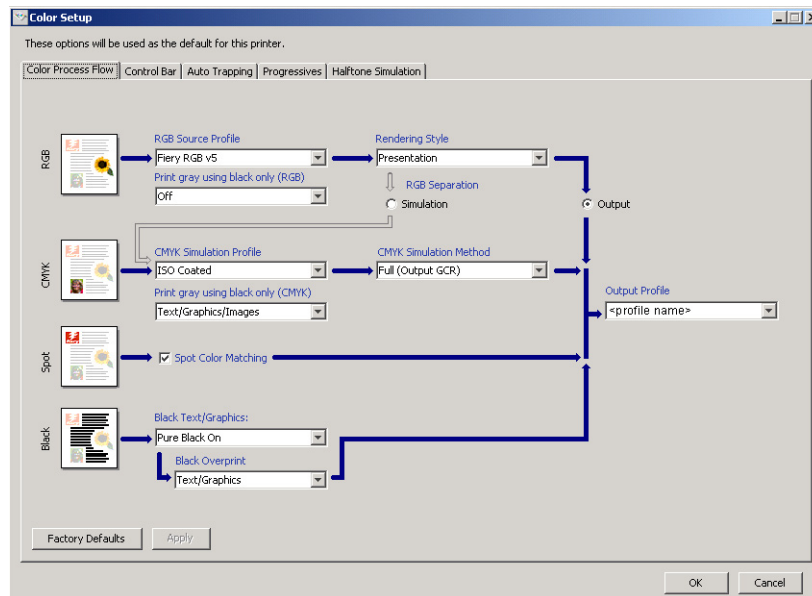 Color Setup
These options will be used as the default for this printer.
Color Process Flow Control Bar Auto Trapping Progressives Halftone Simulation
RGB
RGB Source Profile
Rendering Style
Fiery RGB v5
Presentation
Print gray using black only (RGB)
RGB Separation
Off
Simulation
Output
CMYK
CMYK Simulation Profile
CMYK Simulation Method
ISO Coated
Full (Output GCR)
Print gray using black only (CMYK)
Output Profile
Text/Graphics/Images
<profile name>
Spot
Spot Color Matching
Black
Black Text/Graphics:
Pure Black On
Black Overprint
Text/Graphics
Factory Defaults
Apply
OK
Cancel